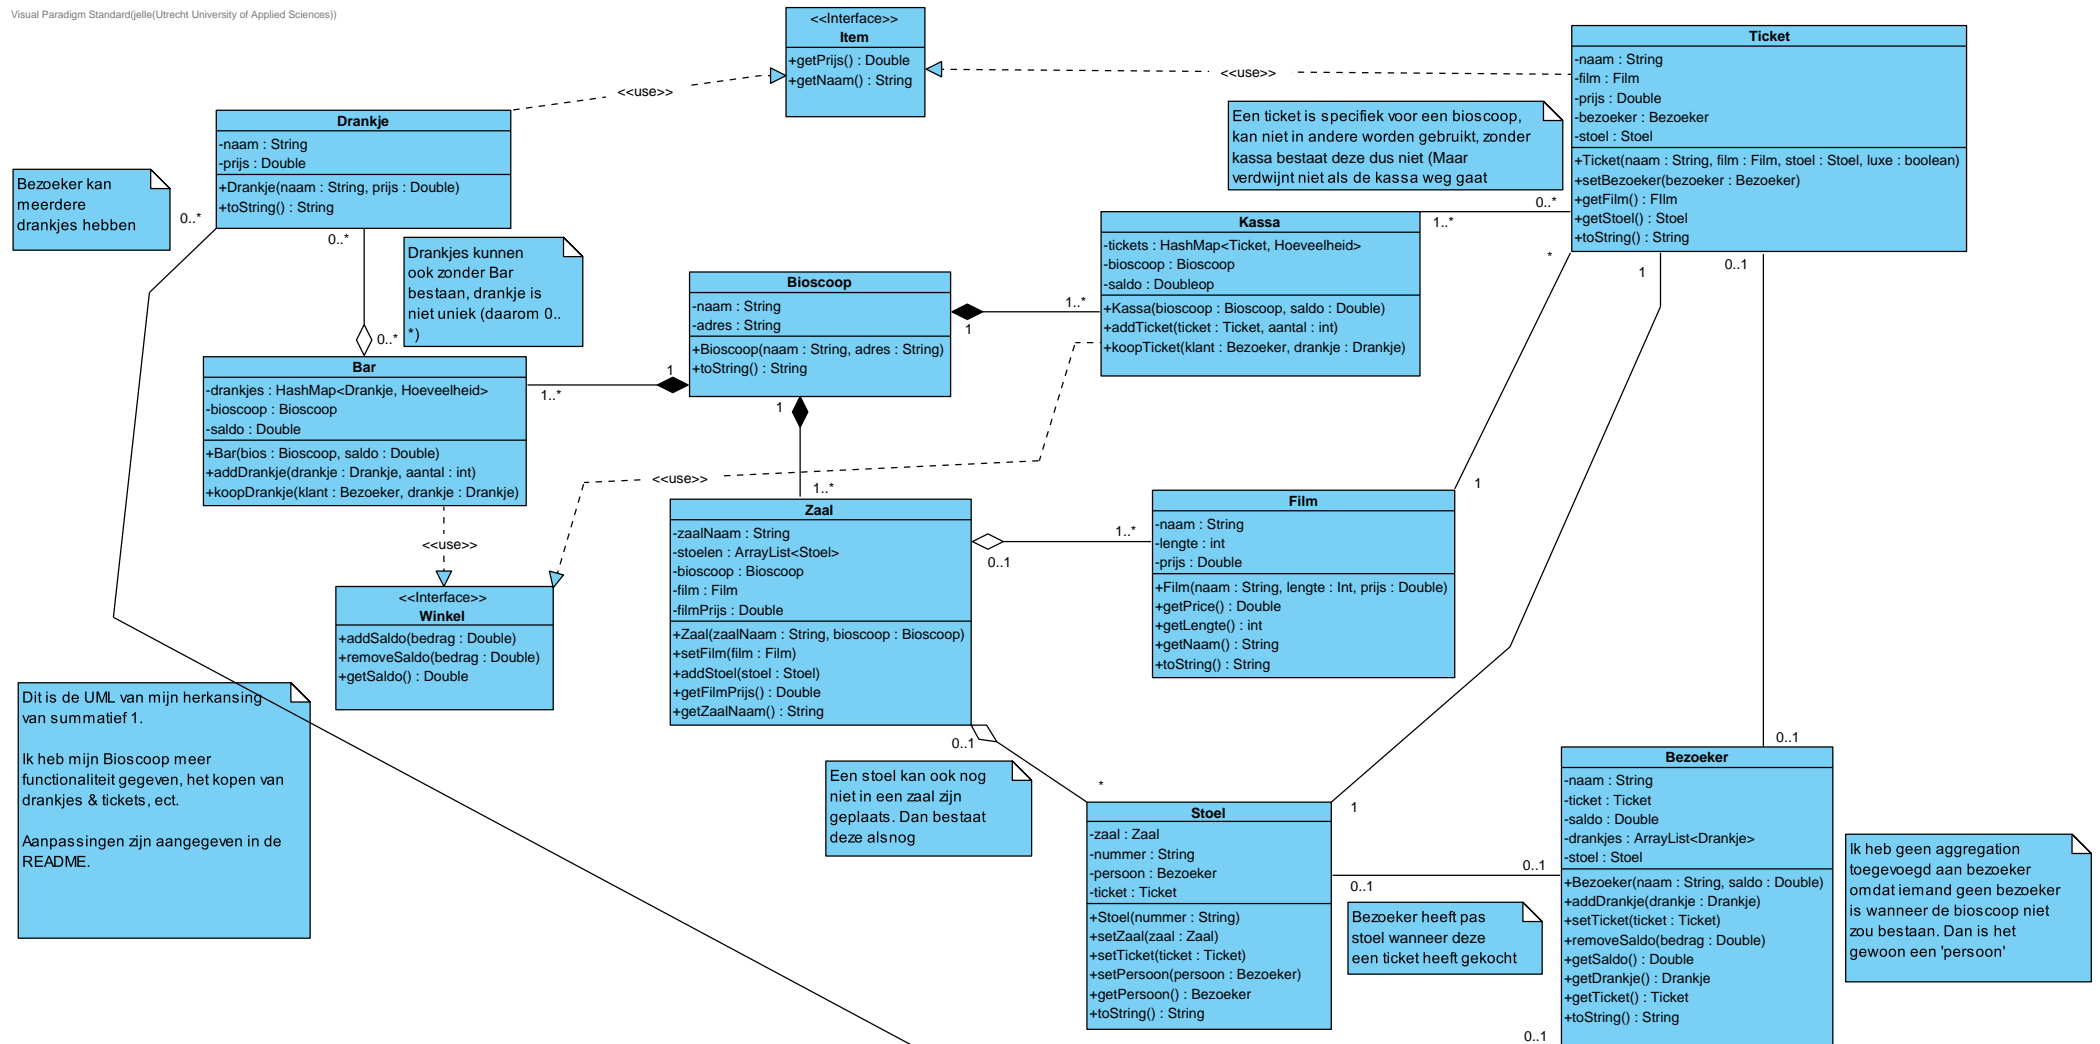 Visual Paradigm Standard(jelle(Utrecht University of Applied Sciences))
<<Interface>>
Item
+getPrijs() : Double
+getNaam() : String
<<use>>
<<use>>
Ticket
-naam : String
-film : Film
-prijs : Double
-bezoeker : Bezoeker
-stoel : Stoel
+Ticket(naam : String, film : Film, stoel : Stoel, luxe : boolean)
+setBezoeker(bezoeker : Bezoeker)
+getFilm() : FIlm
+getStoel() : Stoel
+toString() : String
Een ticket is specifiek voor een bioscoop,
kan niet in andere worden gebruikt, zonder
kassa bestaat deze dus niet (Maar
verdwijnt niet als de kassa weg gaat
Drankje
-naam : String
-prijs : Double
+Drankje(naam : String, prijs : Double)
+toString() : String
Bezoeker kan
meerdere
drankjes hebben
0..*
0..*
Drankjes kunnen
ook zonder Bar
bestaan, drankje is
niet uniek (daarom 0..
*)
0..*
Kassa
-tickets : HashMap<Ticket, Hoeveelheid>
-bioscoop : Bioscoop
-saldo : Doubleop
+Kassa(bioscoop : Bioscoop, saldo : Double)
+addTicket(ticket : Ticket, aantal : int)
+koopTicket(klant : Bezoeker, drankje : Drankje)
0..*
1..*
*
1
0..1
Bioscoop
-naam : String
-adres : String
+Bioscoop(naam : String, adres : String)
+toString() : String
1..*
1
1
1..*
1
1..*
Bar
-drankjes : HashMap<Drankje, Hoeveelheid>
-bioscoop : Bioscoop
-saldo : Double
+Bar(bios : Bioscoop, saldo : Double)
+addDrankje(drankje : Drankje, aantal : int)
+koopDrankje(klant : Bezoeker, drankje : Drankje)
<<use>>
<<use>>
<<Interface>>
Winkel
+addSaldo(bedrag : Double)
+removeSaldo(bedrag : Double)
+getSaldo() : Double
Zaal
-zaalNaam : String
-stoelen : ArrayList<Stoel>
-bioscoop : Bioscoop
-film : Film
-filmPrijs : Double
+Zaal(zaalNaam : String, bioscoop : Bioscoop)
+setFilm(film : Film)
+addStoel(stoel : Stoel)
+getFilmPrijs() : Double
+getZaalNaam() : String
1..*
0..1
1
Film
-naam : String
-lengte : int
-prijs : Double
+Film(naam : String, lengte : Int, prijs : Double)
+getPrice() : Double
+getLengte() : int
+getNaam() : String
+toString() : String
Dit is de UML van mijn herkansing
van summatief 1.
Ik heb mijn Bioscoop meer
functionaliteit gegeven, het kopen van
drankjes & tickets, ect.
Aanpassingen zijn aangegeven in de
README.
0..1
*
Een stoel kan ook nog
niet in een zaal zijn
geplaats. Dan bestaat
deze alsnog
Stoel
-zaal : Zaal
-nummer : String
-persoon : Bezoeker
-ticket : Ticket
+Stoel(nummer : String)
+setZaal(zaal : Zaal)
+setTicket(ticket : Ticket)
+setPersoon(persoon : Bezoeker)
+getPersoon() : Bezoeker
+toString() : String
1
0..1
0..1
Bezoeker heeft pas
stoel wanneer deze
een ticket heeft gekocht
0..1
Bezoeker
-naam : String
-ticket : Ticket
-saldo : Double
-drankjes : ArrayList<Drankje>
-stoel : Stoel
+Bezoeker(naam : String, saldo : Double)
+addDrankje(drankje : Drankje)
+setTicket(ticket : Ticket)
+removeSaldo(bedrag : Double)
+getSaldo() : Double
+getDrankje() : Drankje
+getTicket() : Ticket
+toString() : String
0..1
Ik heb geen aggregation
toegevoegd aan bezoeker
omdat iemand geen bezoeker
is wanneer de bioscoop niet
zou bestaan. Dan is het
gewoon een 'persoon'